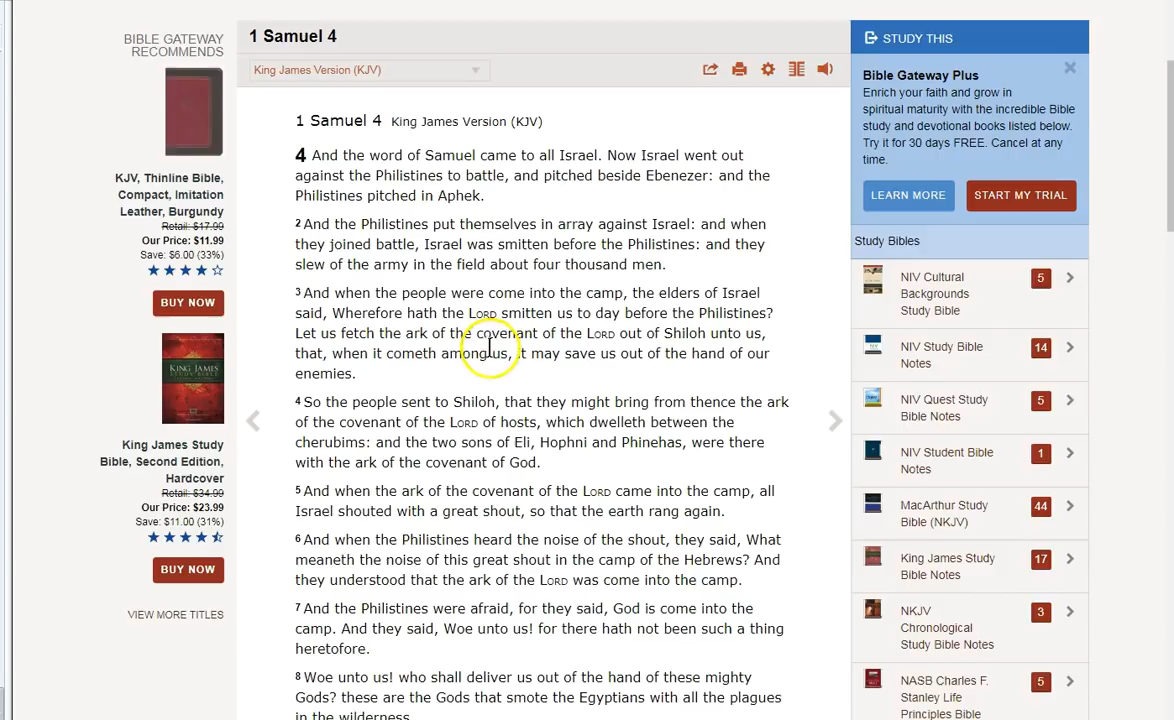 BIBLE GATEWAY
RECOMMENDS
KJV, Thinline Bible,
Compact, Imitation
Leather, Burgundy
Retail: $17.99
Our Price: $11.99
Save: $6.00 (33%)
BUY NOW
KING JAMES
STUDY BIBLE
King James Study
Bible, Second Edition,
Hardcover
Retail: $34.99
Our Price: $23.99
Save: $11.00 (31%)
BUY NOW
VIEW MORE TITLES
1 Samuel 4
King James Version (KJV)
1 Samuel 4 King James Version (KJV)
4 And the word of Samuel came to all Israel. Now Israel went out
against the Philistines to battle, and pitched beside Ebenezer: and the
Philistines pitched in Aphek.
2 And the Philistines put themselves in array against Israel: and when
they joined battle, Israel was smitten before the Philistines: and they
slew of the army in the field about four thousand men.
3 And when the people were come into the camp, the elders of Israel
said, Wherefore hath the LORD smitten us to day before the Philistines?
Let us fetch the ark of the covenant of the LORD out of Shiloh unto us,
that, when it cometh among us, it may save us out of the hand of our
enemies.
4 So the people sent to Shiloh, that they might bring from thence the ark
of the covenant of the LORD of hosts, which dwelleth between the
cherubims: and the two sons of Eli, Hophni and Phinehas, were there
with the ark of the covenant of God.
5 And when the ark of the covenant of the LORD came into the camp, all
Israel shouted with a great shout, so that the earth rang again.
6 And when the Philistines heard the noise of the shout, they said, What
meaneth the noise of this great shout in the camp of the Hebrews? And
they understood that the ark of the LORD was come into the camp.
7 And the Philistines were afraid, for they said, God is come into the
camp. And they said, Woe unto us! for there hath not been such a thing
heretofore.
8 Woe unto us! who shall deliver us out of the hand of these mighty
Gods? these are the Gods that smote the Egyptians with all the plagues
in the wilderness.
STUDY THIS
Bible Gateway Plus
Enrich your faith and grow in
spiritual maturity with the incredible Bible
study and devotional books listed below.
Try it for 30 days FREE. Cancel at any
time.
LEARN MORE
START MY TRIAL
Study Bibles
NIV Cultural
Backgrounds
Study Bible
5
NIV Study Bible
Notes
14
NIV Quest Study
Bible Notes
5
NIV Student Bible
Notes
1
MacArthur Study
Bible (NKJV)
44
King James Study
Bible Notes
17
NKJV
Chronological
Study Bible Notes
3
NASB Charles F.
Stanley Life
Principles Bible
5